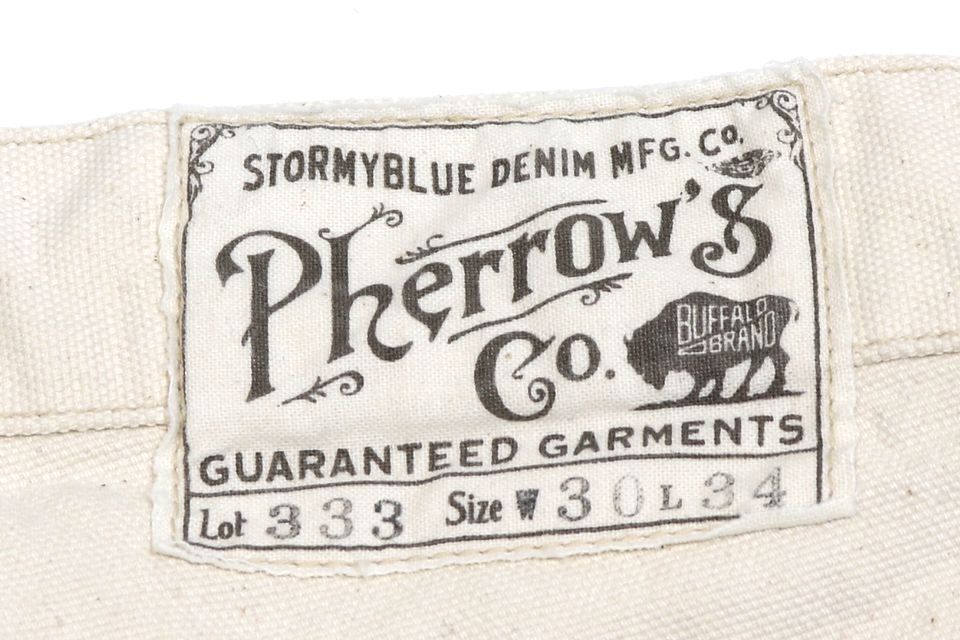 STORMYBLUE DENIM MFG. Co.
Pherrow's
Co.
BUFFALO
BRAND
GUARANTEED GARMENTS
Lot 333 Size W 30 L 34